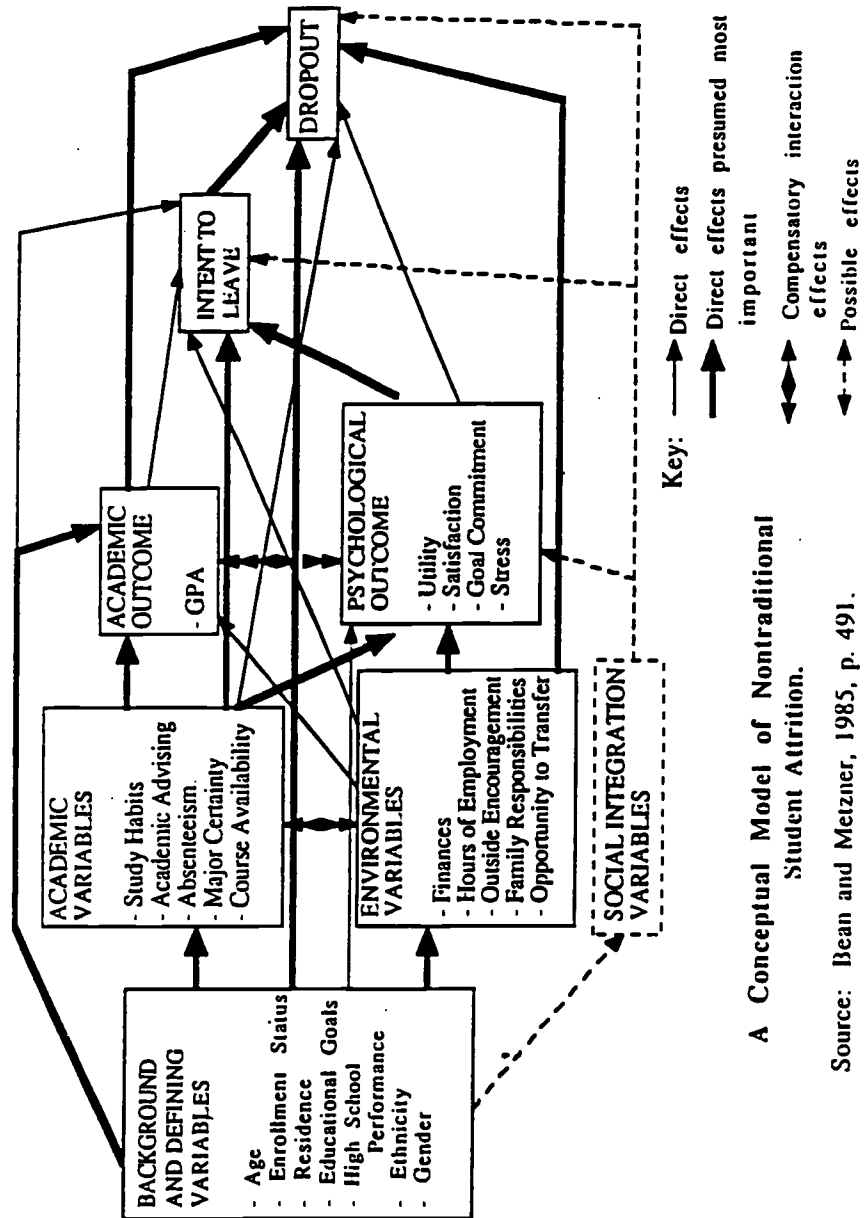 BACKGROUND
AND DEFINING
VARIABLES
- Age
- Enrollment Status
- Residence
- Educational Goals
- High School
Performance
- Ethnicity
- Gender
ACADEMIC
VARIABLES
- Study Habits
- Academic Advising
- Absenteeism
- Major Certainty
- Course Availability
ENVIRONMENTAL
VARIABLES
- Finances
- Hours of Employment
- Outside Encouragement
- Family Responsibilities
- Opportunity to Transfer
SOCIAL INTEGRATION
VARIABLES
ACADEMIC
OUTCOME
- GPA
PSYCHOLOGICAL
OUTCOME
- Utility
- Satisfaction
- Goal Commitment
- Stress
INTENT TO
LEAVE
DROPOUT
Key:
Direct effects
Direct effects presumed most
important
Compensatory interaction
effects
Possible effects
A Conceptual Model of Nontraditional
Student Attrition.
Source: Bean and Metzner, 1985, p. 491.